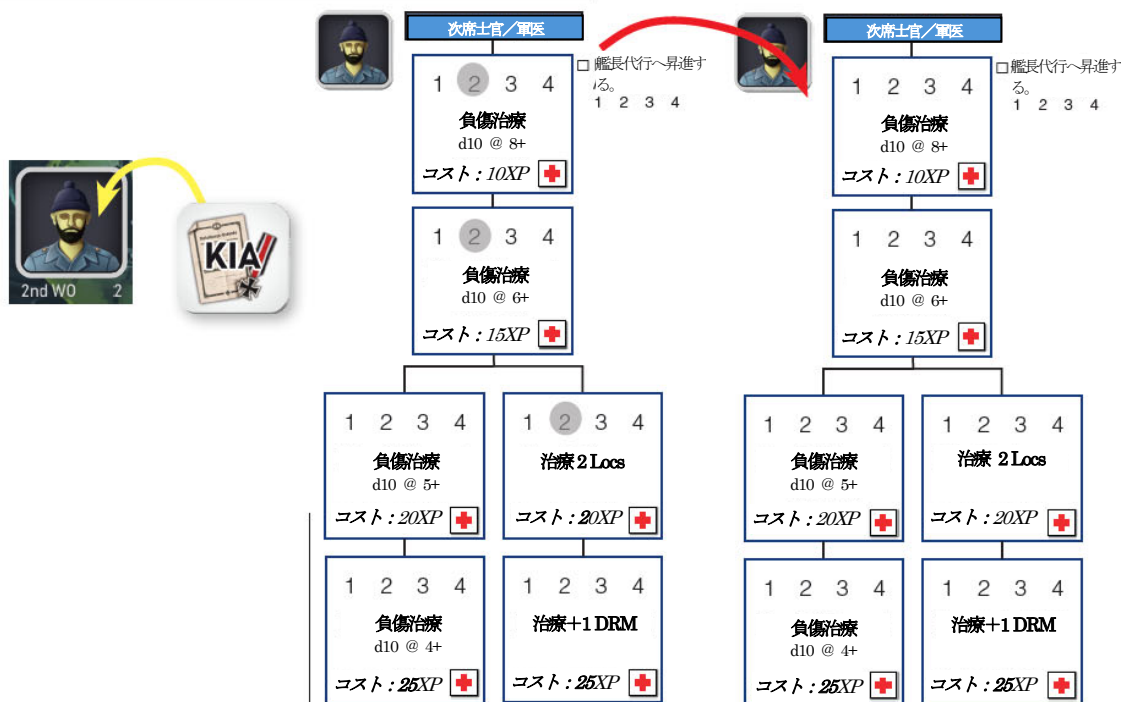 次席士官／軍医
□ 艦長代行へ昇進す
る。
1 2 3 4
1 2 3 4
負傷治療
d10 @ 8+
コスト：10XP
1 2 3 4
負傷治療
d10 @ 6+
コスト：15XP
1 2 3 4
負傷治療
d10 @ 5+
コスト：20XP
1 2 3 4
治療 2 Locs
コスト：20XP
1 2 3 4
負傷治療
d10 @ 4+
コスト：25XP
1 2 3 4
治療＋1 DRM
コスト：25XP
2nd WO 2
KIA
次席士官／軍医
□ 艦長代行へ昇進す
る。
1 2 3 4
1 2 3 4
負傷治療
d10 @ 8+
コスト：10XP
1 2 3 4
負傷治療
d10 @ 6+
コスト：15XP
1 2 3 4
負傷治療
d10 @ 5+
コスト：20XP
1 2 3 4
治療 2 Locs
コスト：20XP
1 2 3 4
負傷治療
d10 @ 4+
コスト：25XP
1 2 3 4
治療＋1 DRM
コスト：25XP